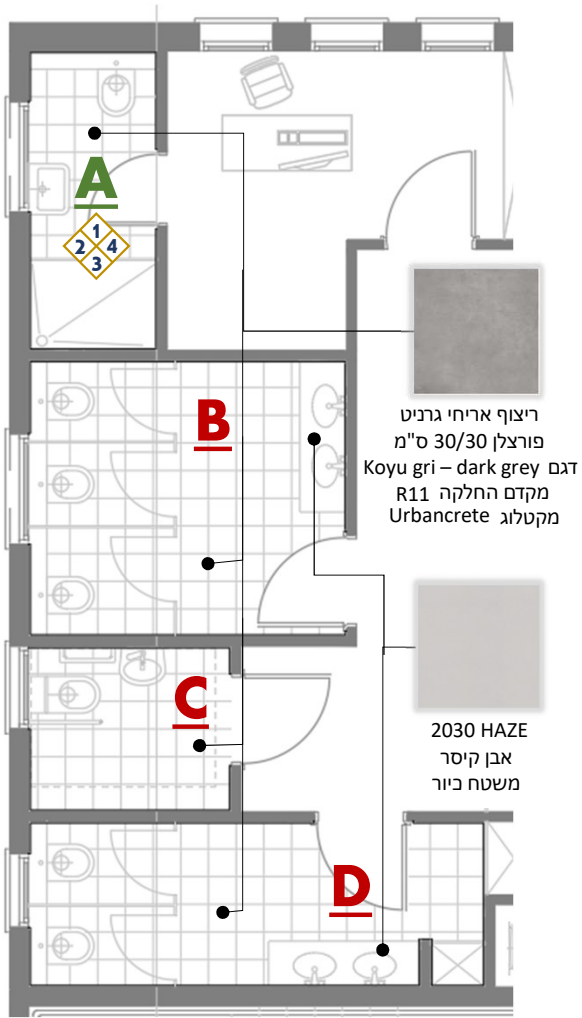 A
1
2 4
3
B
ריצוף אריחי גרניט
פורצלן 30/30 ס"מ
דגם Koyu gri – dark grey
מקדם החלקה R11
מקטלוג Urbancrete
C
2030 HAZE
אבן קיסר
משטח כיור
D